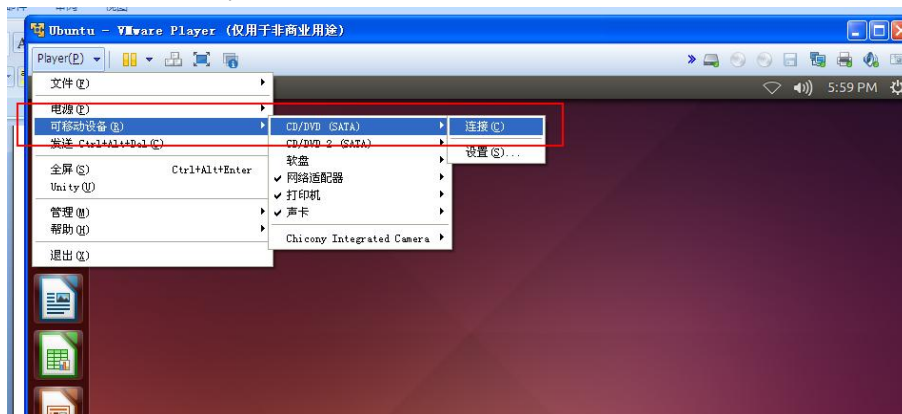 Ubuntu - VMware Player (仅用于非商业用途)
Player(P)
5:59 PM
文件(F)
电源(P)
可移动设备(R)
发送 Ctrl+Alt+Del(C)
全屏(S) Ctrl+Alt+Enter
Unity(U)
管理(M)
帮助(H)
退出(X)
CD/DVD (SATA)
CD/DVD 2 (SATA)
软盘
网络适配器
打印机
声卡
Chicony Integrated Camera
连接(C)
设置(S)...